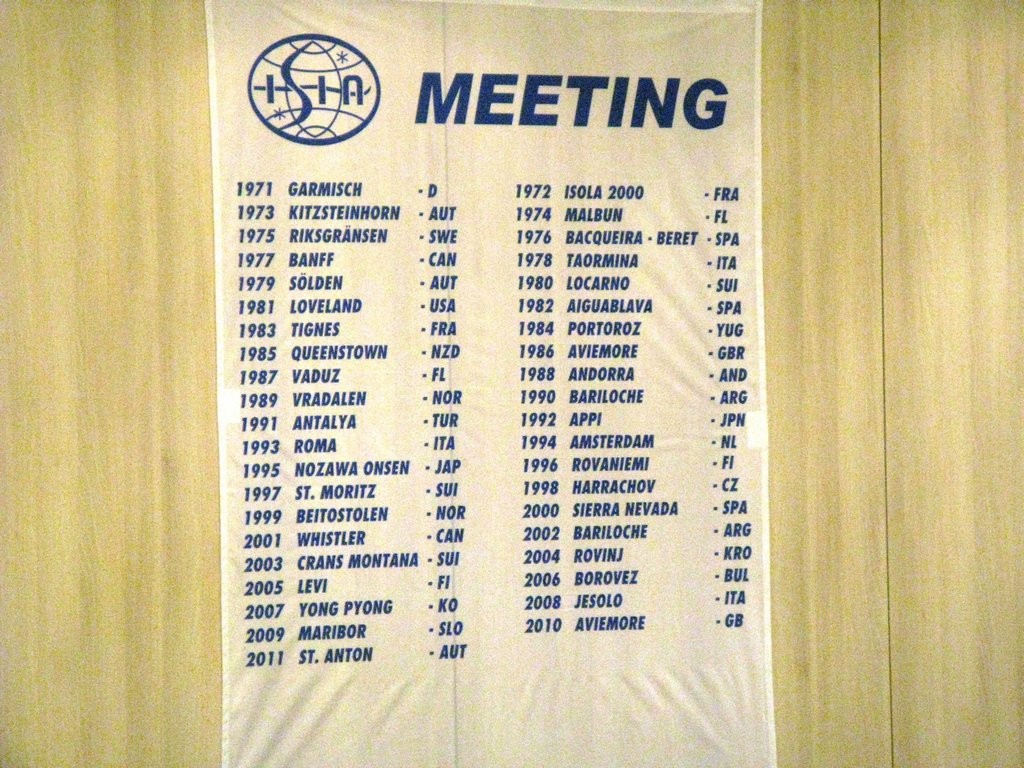 ISIA MEETING
1971 GARMISCH - D
1973 KITZSTEINHORN - AUT
1975 RIKSGRÄNSEN - SWE
1977 BANFF - CAN
1979 SÖLDEN - AUT
1981 LOVELAND - USA
1983 TIGNES - FRA
1985 QUEENSTOWN - NZD
1987 VADUZ - FL
1989 VRADALEN - NOR
1991 ANTALYA - TUR
1993 ROMA - ITA
1995 NOZAWA ONSEN - JAP
1997 ST. MORITZ - SUI
1999 BEITOSTOLEN - NOR
2001 WHISTLER - CAN
2003 CRANS MONTANA - SUI
2005 LEVI - FI
2007 YONG PYONG - KO
2009 MARIBOR - SLO
2011 ST. ANTON - AUT
1972 ISOLA 2000 - FRA
1974 MALBUN - FL
1976 BACQUEIRA - BERET - SPA
1978 TAORMINA - ITA
1980 LOCARNO - SUI
1982 AIGUABLAVA - SPA
1984 PORTOROZ - YUG
1986 AVIEMORE - GBR
1988 ANDORRA - AND
1990 BARILOCHE - ARG
1992 APPI - JPN
1994 AMSTERDAM - NL
1996 ROVANIEMI - FI
1998 HARRACHOV - CZ
2000 SIERRA NEVADA - SPA
2002 BARILOCHE - ARG
2004 ROVINJ - KRO
2006 BOROVEZ - BUL
2008 JESOLO - ITA
2010 AVIEMORE - GB